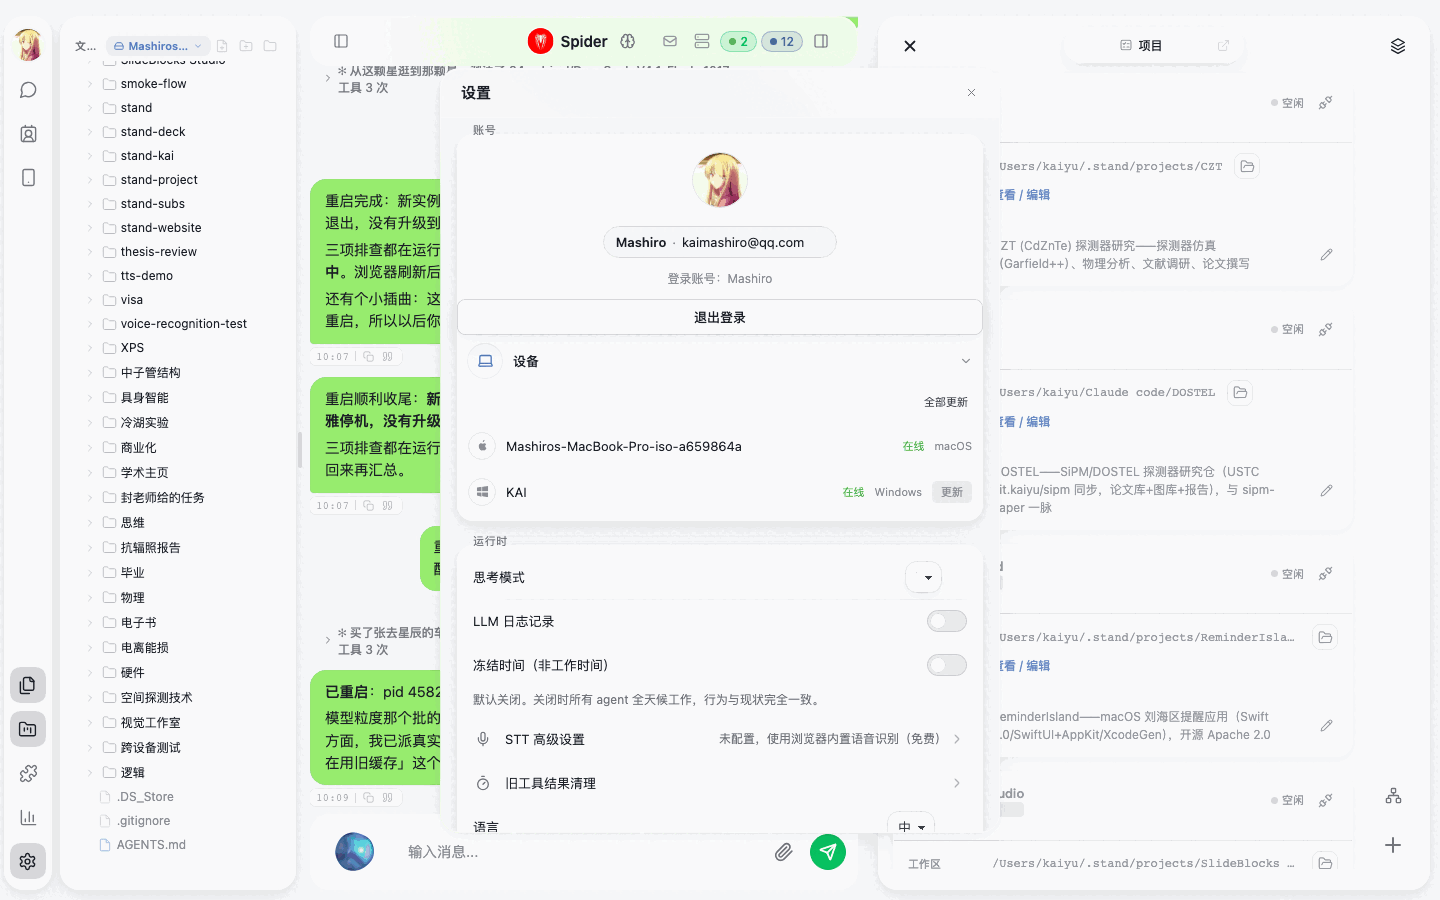 文...
Mashiros...
SlideBlocks Studio
smoke-flow
stand
stand-deck
stand-kai
stand-project
stand-subs
stand-website
thesis-review
tts-demo
visa
voice-recognition-test
XPS
中子管结构
具身智能
冷湖实验
商业化
学术主页
封老师给的任务
思维
抗辐照报告
毕业
物理
电子书
电离能损
硬件
空间探测技术
视觉工作室
跨设备测试
逻辑
.DS_Store
.gitignore
AGENTS.md
Spider
2
12
从这颗星逛到那颗星
工具 3 次
重启完成：新实例
退出，没有升级到
三项排查都在运行
中。浏览器刷新后
还有个小插曲：这
重启，所以以后你
10:07
重启顺利收尾：新
雅停机，没有升级
三项排查都在运行
回来再汇总。
10:07
买了张去星辰的车
工具 3 次
已重启：pid 4582
模型粒度那个批的
方面，我已派真实
在用旧缓存」这个
10:09
输入消息...
设置
账号
Mashiro · kaimashiro@qq.com
登录账号：Mashiro
退出登录
设备
全部更新
Mashiros-MacBook-Pro-iso-a659864a
在线 macOS
KAI
在线 Windows 更新
运行时
思考模式
LLM 日志记录
冻结时间（非工作时间）
默认关闭。关闭时所有 agent 全天候工作，行为与现状完全一致。
STT 高级设置
未配置，使用浏览器内置语音识别（免费）
旧工具结果清理
语言
中
项目
空闲
Users/kaiyu/.stand/projects/CZT
查看 / 编辑
ZT (CdZnTe) 探测器研究——探测器仿真
(Garfield++)、物理分析、文献调研、论文撰写
空闲
Users/kaiyu/Claude code/DOSTEL
查看 / 编辑
OSTEL——SiPM/DOSTEL 探测器研究仓（USTC
it.kaiyu/sipm 同步，论文库+图库+报告），与 sipm-
aper 一脉
d
空闲
Users/kaiyu/.stand/projects/ReminderIsla…
查看 / 编辑
eminderIsland——macOS 刘海区提醒应用（Swift
.0/SwiftUI+AppKit/XcodeGen），开源 Apache 2.0
udio
空闲
工作区
/Users/kaiyu/.stand/projects/SlideBlocks …